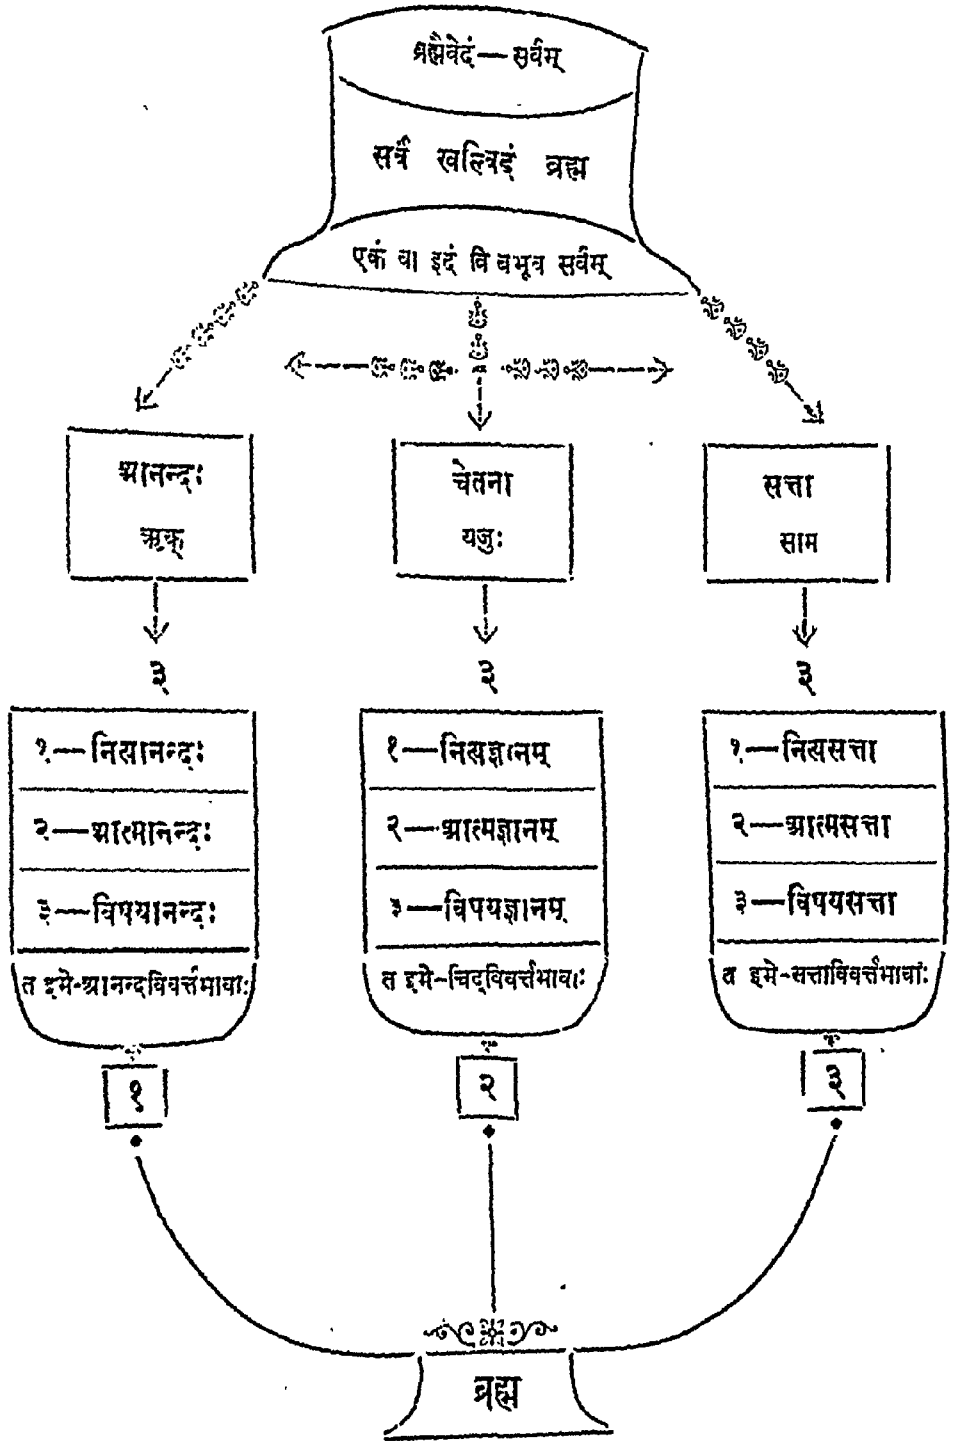 ब्रह्मैवेदं—सर्वम्
सर्वं खल्विदं ब्रह्म
एकं वा इदं वि बभूव सर्वम्
आनन्दः
ऋक्
चेतना
यजुः
सत्ता
साम
३
३
३
१—नित्यानन्दः
२—आत्मानन्दः
३—विषयानन्दः
त इमे-आनन्दविवर्त्तभावाः
१—नित्यज्ञानम्
२—आत्मज्ञानम्
३—विषयज्ञानम्
त इमे-चिद्विवर्त्तभावाः
१—नित्यसत्ता
२—आत्मसत्ता
३—विषयसत्ता
त इमे-सत्ताविवर्त्तभावाः
१
२
३
ब्रह्म